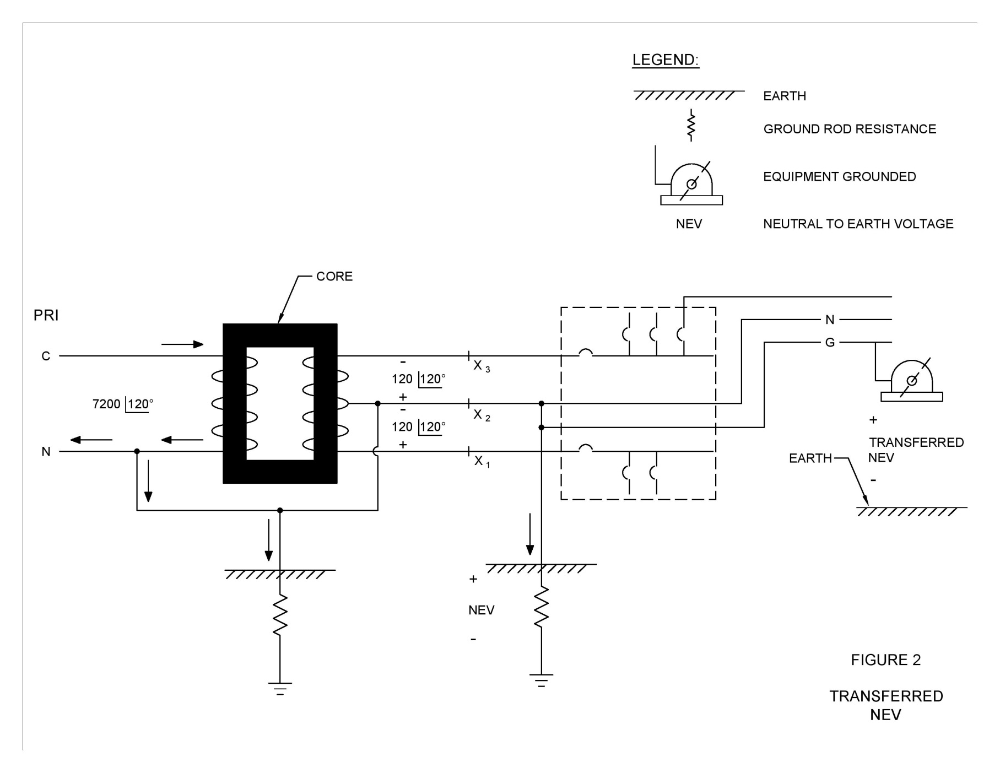 LEGEND:
EARTH
GROUND ROD RESISTANCE
EQUIPMENT GROUNDED
NEV NEUTRAL TO EARTH VOLTAGE
CORE
PRI
C
7200 |120°
N
-
120 |120°
+
-
120 |120°
+
X 3
X 2
X 1
N
G
+
TRANSFERRED
NEV
-
EARTH
+
NEV
-
FIGURE 2
TRANSFERRED
NEV